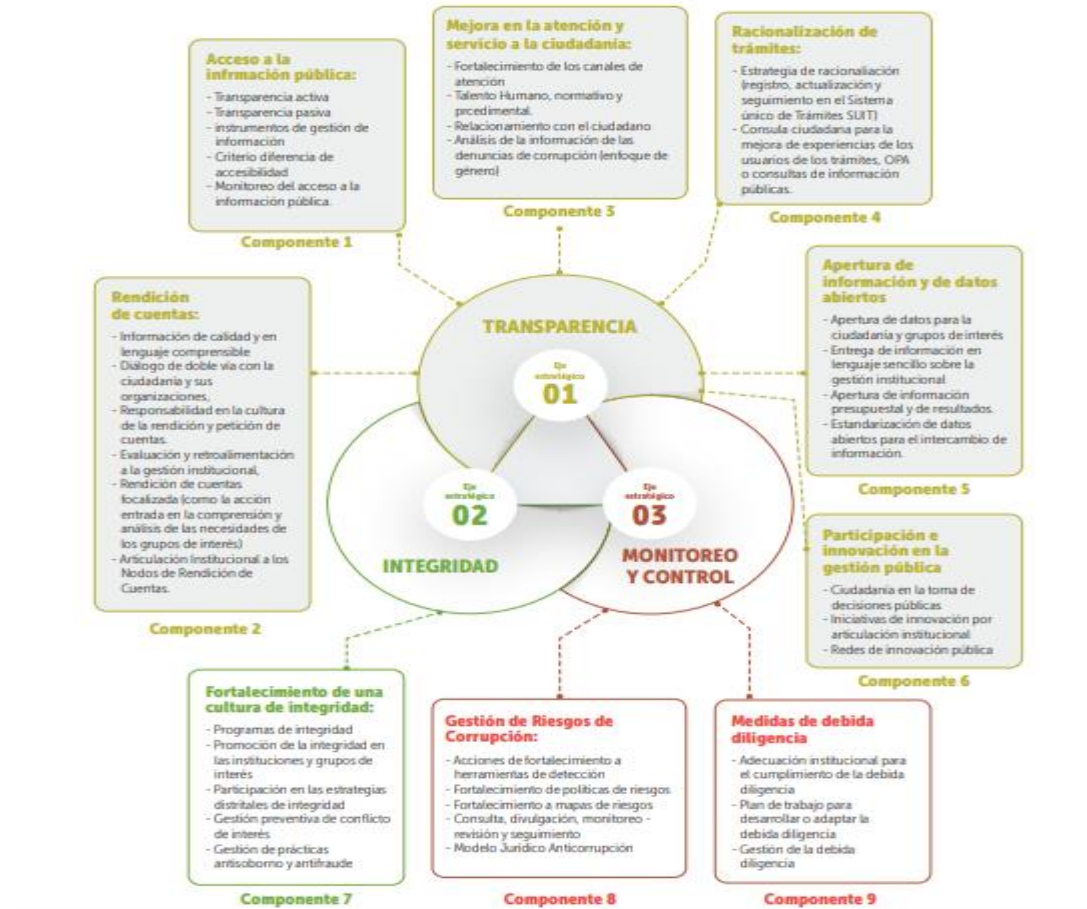 Acceso a la
infrmación pública:
- Transparencia activa
- Transparencia pasiva
- instrumentos de gestión de
información
- Criterio diferencia de
accesibilidad
- Monitoreo del acceso a la
información pública.
Componente 1
Mejora en la atención y
servicio a la ciudadanía:
- Fortalecimiento de los canales de
atención
- Talento Humano, normativo y
prcedimental.
- Relacionamiento con el ciudadano
- Análisis de la información de las
denuncias de corrupción (enfoque de
género)
Componente 3
Racionalización de
trámites:
- Estrategia de racionaliación
(registro, actualización y
seguimiento en el Sistema
único de Trámites SUIT)
- Consula ciudadana para la
mejora de experiencias de los
usuarios de los trámites, OPA
o consultas de información
públicas.
Componente 4
Rendición
de cuentas:
- Información de calidad y en
lenguaje comprensible
- Diálogo de doble vía con la
ciudadanía y sus
organizaciones,
- Responsabilidad en la cultura
de la rendición y petición de
cuentas.
- Evaluación y retroalimentación
a la gestión institucional,
- Rendición de cuentas
focalizada (como la acción
entrada en la comprensión y
análisis de las necesidades de
los grupos de interés)
- Articulación Institucional a los
Nodos de Rendición de
Cuentas.
Componente 2
TRANSPARENCIA
Eje
estratégico
01
Eje
estratégico
02
INTEGRIDAD
Eje
estratégico
03
MONITOREO
Y CONTROL
Apertura de
información y de datos
abiertos
- Apertura de datos para la
ciudadanía y grupos de interés
- Entrega de información en
lenguaje sencillo sobre la
gestión institucional
- Apertura de información
presupuestal y de resultados.
- Estandarización de datos
abiertos para el intercambio de
información.
Componente 5
Participación e
innovación en la
gestión pública
- Ciudadanía en la toma de
decisiones públicas
- Iniciativas de innovación por
articulación institucional
- Redes de innovación pública
Componente 6
Fortalecimiento de una
cultura de integridad:
- Programas de integridad
- Promoción de la integridad en
las instituciones y grupos de
interés
- Participación en las estrategias
distritales de integridad
- Gestión preventiva de conflicto
de interés
- Gestión de prácticas
antisoborno y antifraude
Componente 7
Gestión de Riesgos de
Corrupción:
- Acciones de fortalecimiento a
herramientas de detección
- Fortalecimiento de políticas de riesgos
- Fortalecimiento a mapas de riesgos
- Consulta, divulgación, monitoreo -
revisión y seguimiento
- Modelo Jurídico Anticorrupción
Componente 8
Medidas de debida
diligencia
- Adecuación institucional para
el cumplimiento de la debida
diligencia
- Plan de trabajo para
desarrollar o adaptar la
debida diligencia
- Gestión de la debida
diligencia
Componente 9